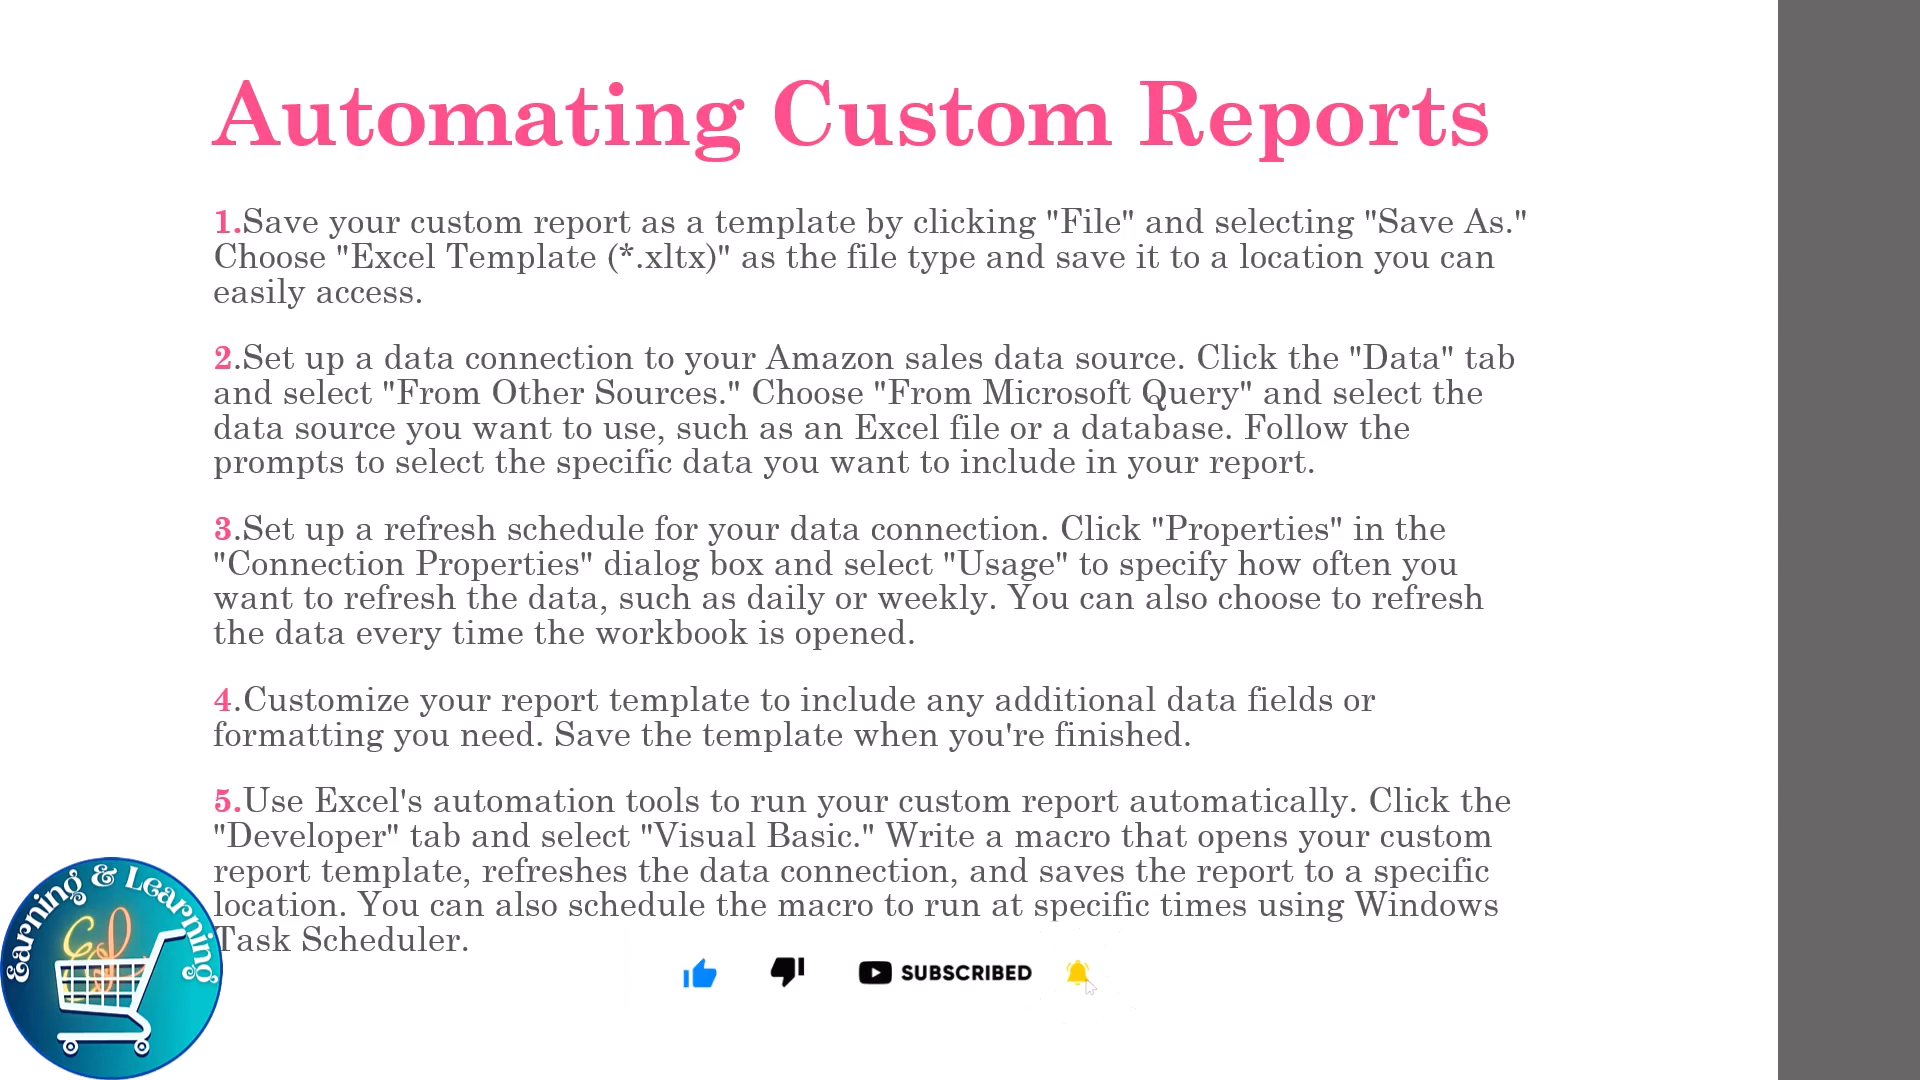 Automating Custom Reports
1.Save your custom report as a template by clicking "File" and selecting "Save As."
Choose "Excel Template (*.xltx)" as the file type and save it to a location you can
easily access.
2.Set up a data connection to your Amazon sales data source. Click the "Data" tab
and select "From Other Sources." Choose "From Microsoft Query" and select the
data source you want to use, such as an Excel file or a database. Follow the
prompts to select the specific data you want to include in your report.
3.Set up a refresh schedule for your data connection. Click "Properties" in the
"Connection Properties" dialog box and select "Usage" to specify how often you
want to refresh the data, such as daily or weekly. You can also choose to refresh
the data every time the workbook is opened.
4.Customize your report template to include any additional data fields or
formatting you need. Save the template when you're finished.
5.Use Excel's automation tools to run your custom report automatically. Click the
"Developer" tab and select "Visual Basic." Write a macro that opens your custom
report template, refreshes the data connection, and saves the report to a specific
location. You can also schedule the macro to run at specific times using Windows
Task Scheduler.
Earning & Learning
EL
SUBSCRIBED